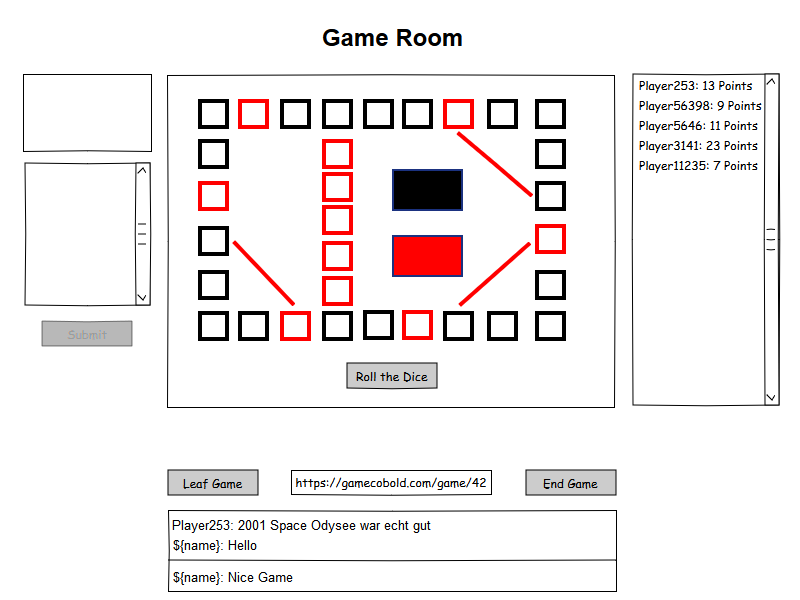 Game Room
Player253: 13 Points
Player56398: 9 Points
Player5646: 11 Points
Player3141: 23 Points
Player11235: 7 Points
Submit
Roll the Dice
Leaf Game
https://gamecobold.com/game/42
End Game
Player253: 2001 Space Odysee war echt gut
${name}: Hello
${name}: Nice Game